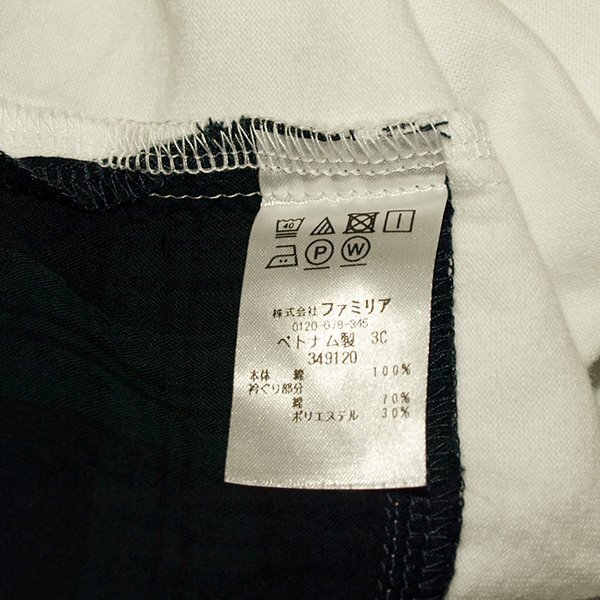 40
P W
株式会社 ファミリア
0120-078-345
ベトナム製 3C
349120
本体 綿 100%
衿ぐり部分
綿 70%
ポリエステル 30%